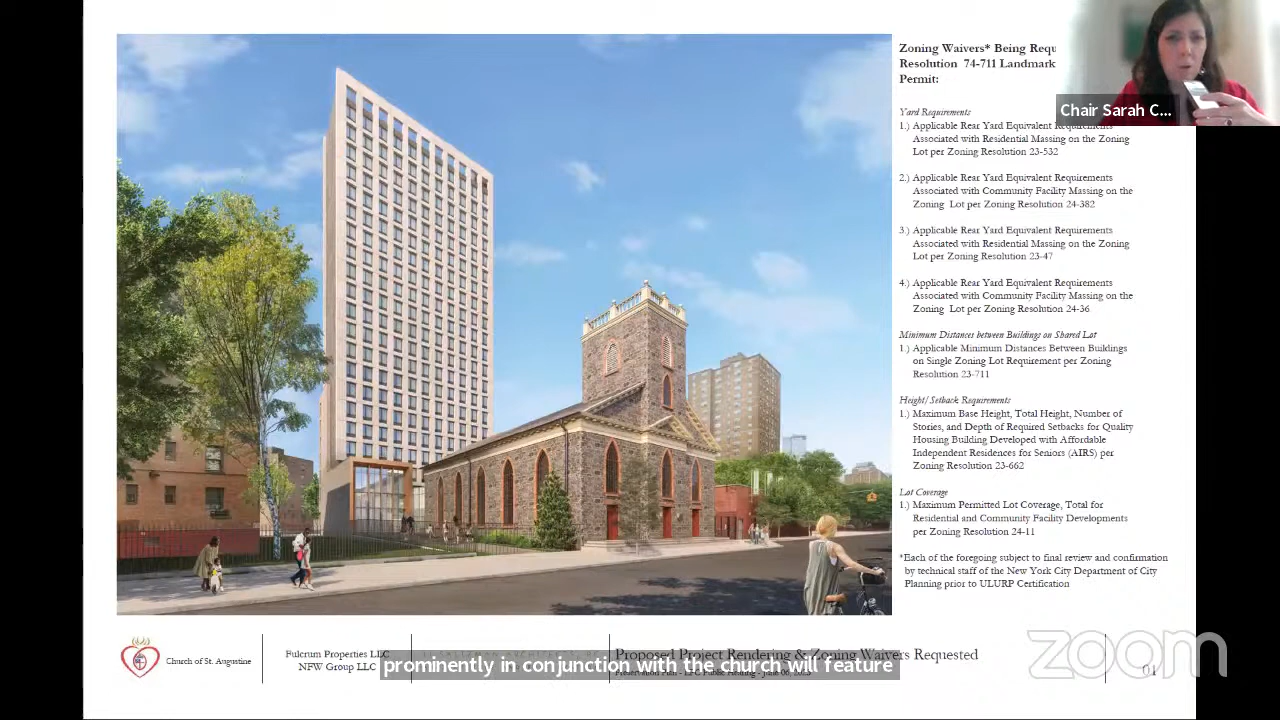 Zoning Waivers* Being Requ
Resolution 74-711 Landmark
Permit:
Chair Sarah C...
Yard Requirements
1.) Applicable Rear Yard Equivalent Requirements
Associated with Residential Massing on the Zoning
Lot per Zoning Resolution 23-532
2.) Applicable Rear Yard Equivalent Requirements
Associated with Community Facility Massing on the
Zoning Lot per Zoning Resolution 24-382
3.) Applicable Rear Yard Equivalent Requirements
Associated with Residential Massing on the Zoning
Lot per Zoning Resolution 23-47
4.) Applicable Rear Yard Equivalent Requirements
Associated with Community Facility Massing on the
Zoning Lot per Zoning Resolution 24-36
Minimum Distances between Buildings on Shared Lot
1.) Applicable Minimum Distances Between Buildings
on Single Zoning Lot Requirement per Zoning
Resolution 23-711
Height/Setback Requirements
1.) Maximum Base Height, Total Height, Number of
Stories, and Depth of Required Setbacks for Quality
Housing Building Developed with Affordable
Independent Residences for Seniors (AIRS) per
Zoning Resolution 23-662
Lot Coverage
1.) Maximum Permitted Lot Coverage, Total for
Residential and Community Facility Developments
per Zoning Resolution 24-11
*Each of the foregoing subject to final review and confirmation
by technical staff of the New York City Department of City
Planning prior to ULURP Certification
Church of St. Augustine
Fulcrum Properties LLC
NFW Group LLC
Proposed Project Rendering & Zoning Waivers Requested
Preservation Plan - LPC Public Hearing - June 06, 2023
prominently in conjunction with the church will feature
zoom
01